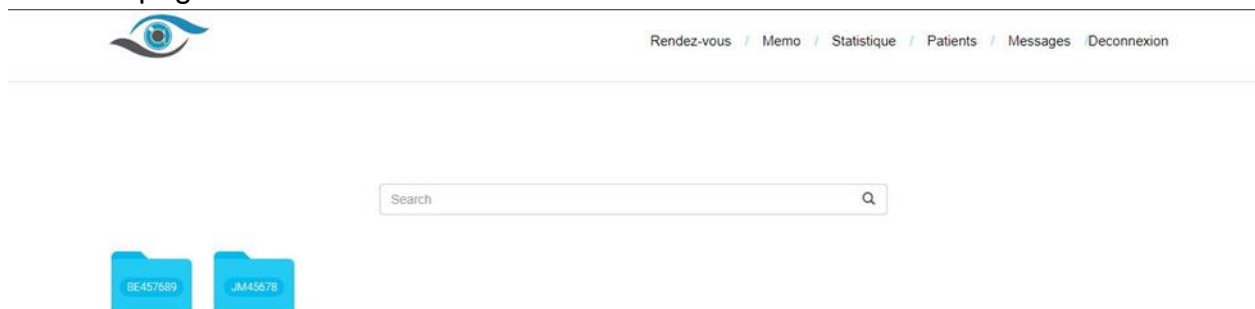 Rendez-vous / Memo / Statistique / Patients / Messages /Deconnexion
Search
BE457689 JM45678